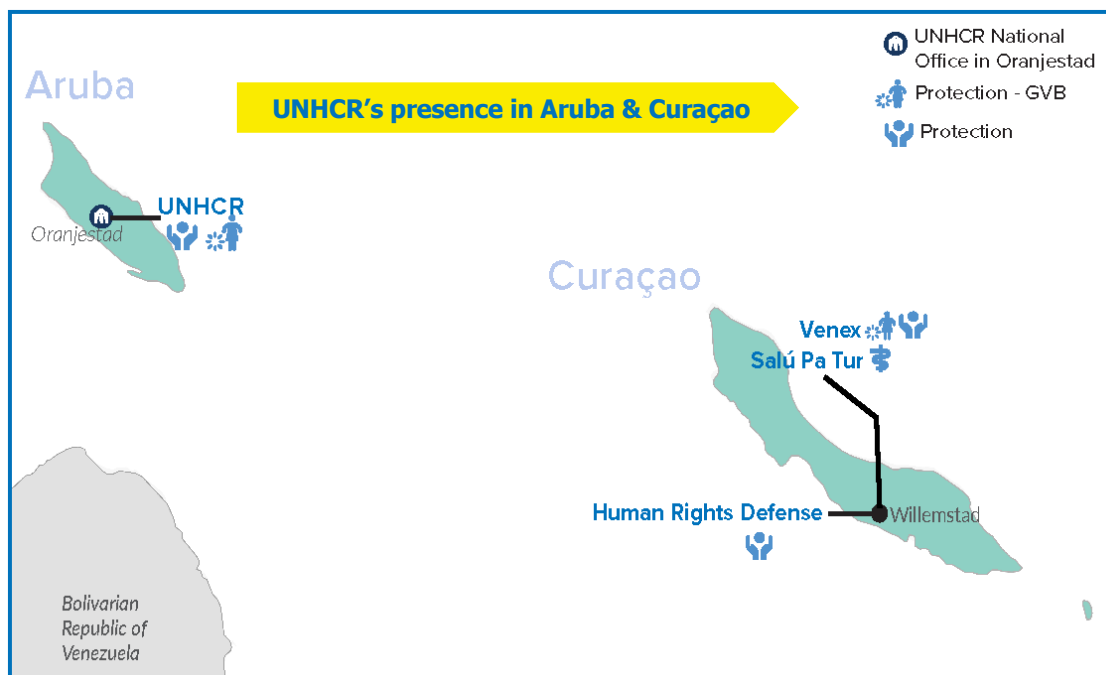 UNHCR National
Office in Oranjestad
Protection - GVB
Protection
Aruba
UNHCR's presence in Aruba & Curaçao
UNHCR
Oranjestad
Curaçao
Venex
Salú Pa Tur
Human Rights Defense
Willemstad
Bolivarian
Republic of
Venezuela